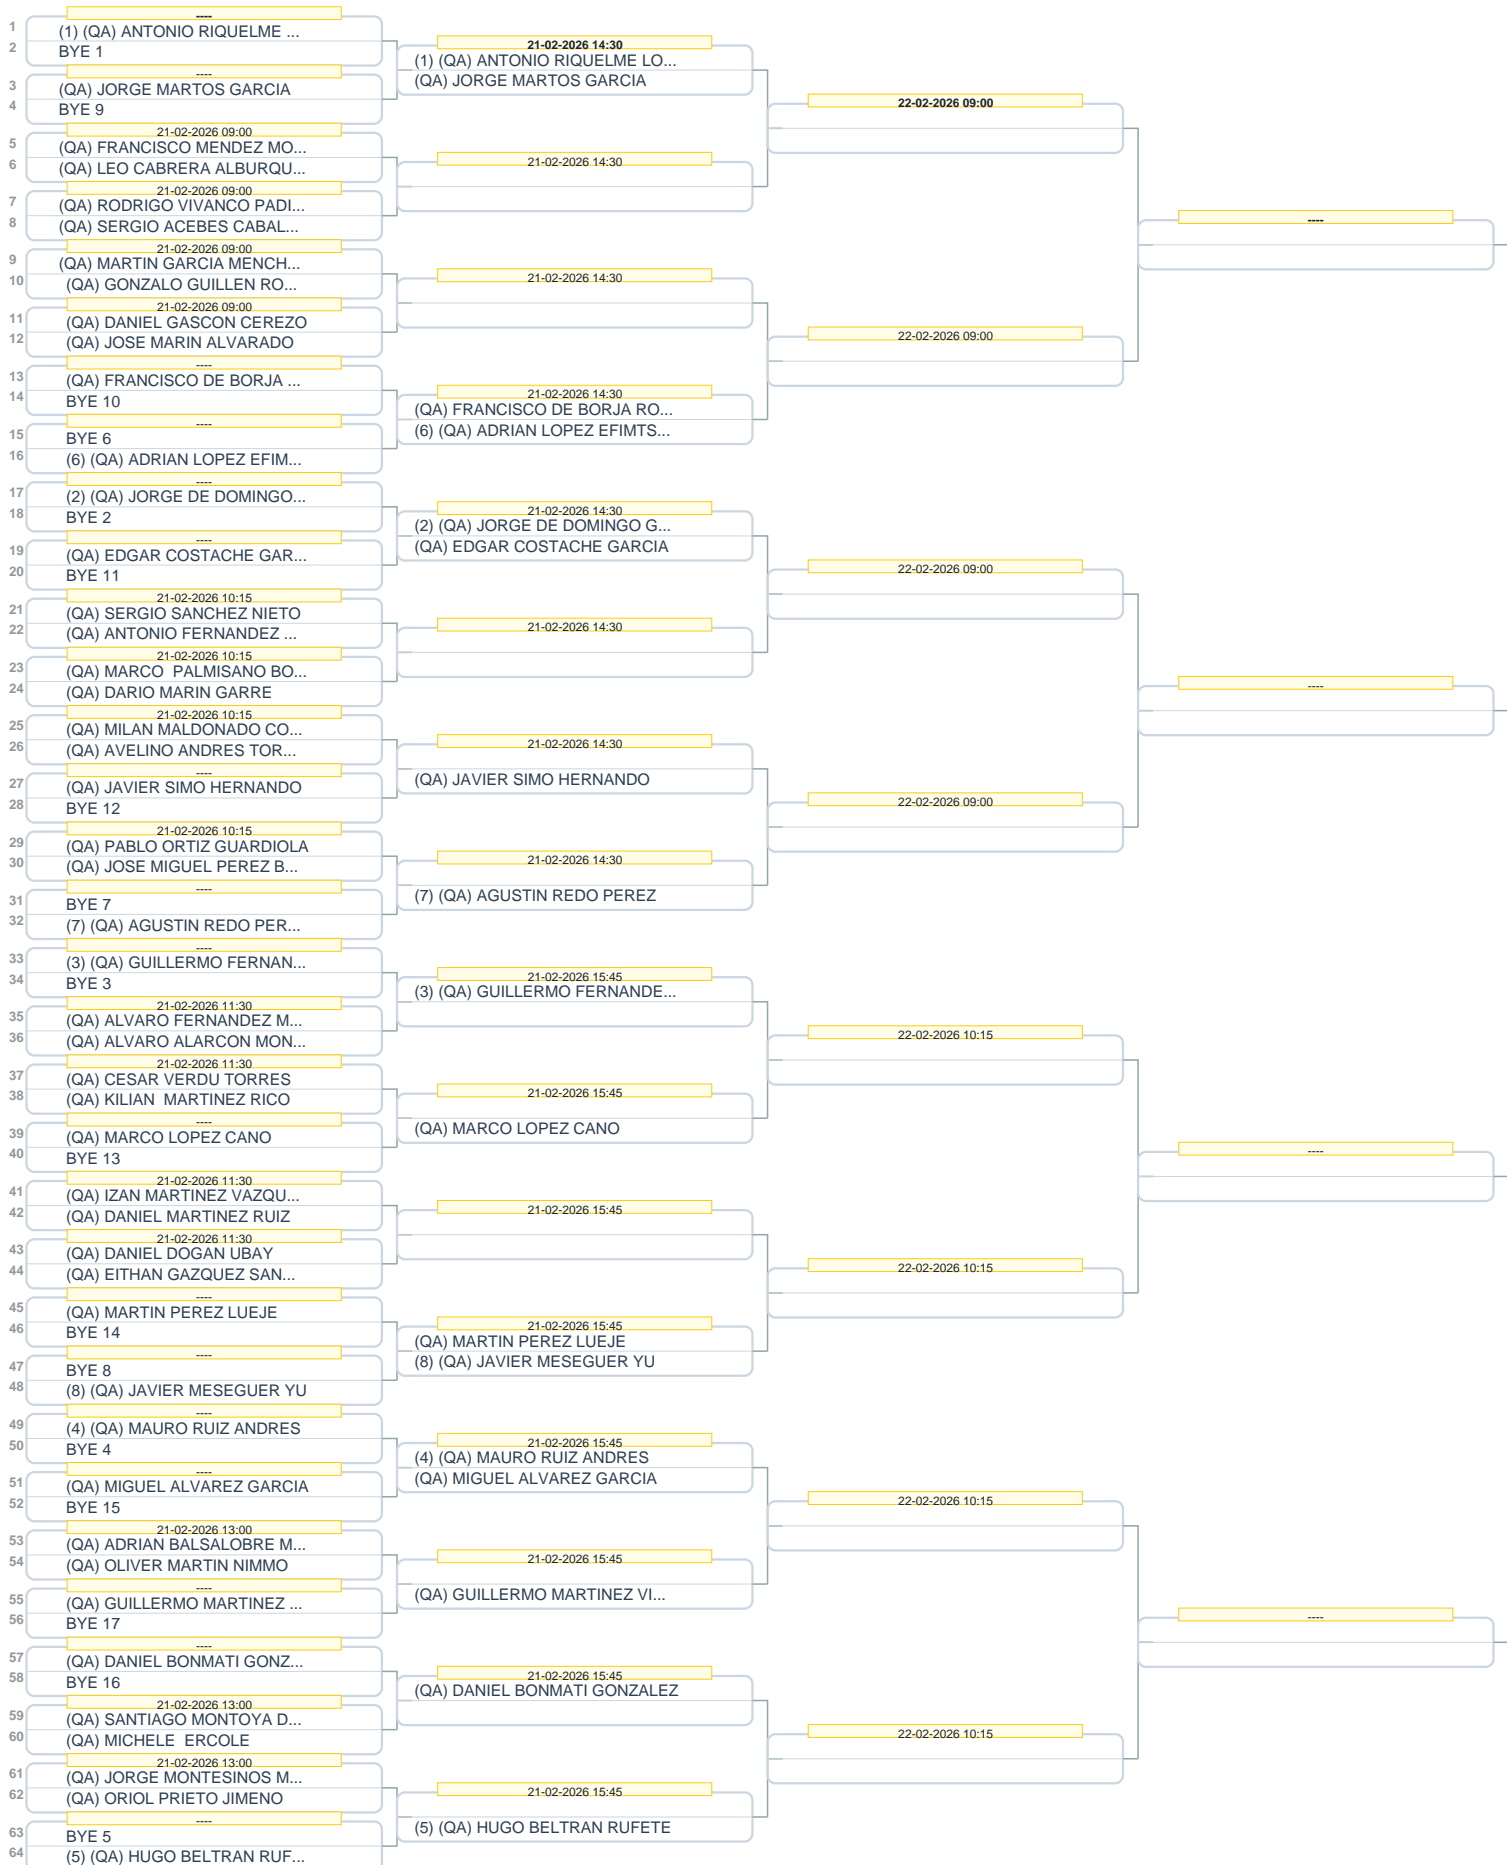 ----
1 (1) (QA) ANTONIO RIQUELME ...
2 BYE 1
----
3 (QA) JORGE MARTOS GARCIA
4 BYE 9
21-02-2026 09:00
5 (QA) FRANCISCO MENDEZ MO...
6 (QA) LEO CABRERA ALBURQU...
21-02-2026 09:00
7 (QA) RODRIGO VIVANCO PADI...
8 (QA) SERGIO ACEBES CABAL...
21-02-2026 09:00
9 (QA) MARTIN GARCIA MENCH...
10 (QA) GONZALO GUILLEN RO...
21-02-2026 09:00
11 (QA) DANIEL GASCON CEREZO
12 (QA) JOSE MARIN ALVARADO
----
13 (QA) FRANCISCO DE BORJA ...
14 BYE 10
----
15 BYE 6
16 (6) (QA) ADRIAN LOPEZ EFIM...
----
17 (2) (QA) JORGE DE DOMINGO...
18 BYE 2
----
19 (QA) EDGAR COSTACHE GAR...
20 BYE 11
21-02-2026 10:15
21 (QA) SERGIO SANCHEZ NIETO
22 (QA) ANTONIO FERNANDEZ ...
21-02-2026 10:15
23 (QA) MARCO  PALMISANO BO...
24 (QA) DARIO MARIN GARRE
21-02-2026 10:15
25 (QA) MILAN MALDONADO CO...
26 (QA) AVELINO ANDRES TOR...
----
27 (QA) JAVIER SIMO HERNANDO
28 BYE 12
21-02-2026 10:15
29 (QA) PABLO ORTIZ GUARDIOLA
30 (QA) JOSE MIGUEL PEREZ B...
----
31 BYE 7
32 (7) (QA) AGUSTIN REDO PER...
----
33 (3) (QA) GUILLERMO FERNAN...
34 BYE 3
21-02-2026 11:30
35 (QA) ALVARO FERNANDEZ M...
36 (QA) ALVARO ALARCON MON...
21-02-2026 11:30
37 (QA) CESAR VERDU TORRES
38 (QA) KILIAN  MARTINEZ RICO
----
39 (QA) MARCO LOPEZ CANO
40 BYE 13
21-02-2026 11:30
41 (QA) IZAN MARTINEZ VAZQU...
42 (QA) DANIEL MARTINEZ RUIZ
21-02-2026 11:30
43 (QA) DANIEL DOGAN UBAY
44 (QA) EITHAN GAZQUEZ SAN...
----
45 (QA) MARTIN PEREZ LUEJE
46 BYE 14
----
47 BYE 8
48 (8) (QA) JAVIER MESEGUER YU
----
49 (4) (QA) MAURO RUIZ ANDRES
50 BYE 4
----
51 (QA) MIGUEL ALVAREZ GARCIA
52 BYE 15
21-02-2026 13:00
53 (QA) ADRIAN BALSALOBRE M...
54 (QA) OLIVER MARTIN NIMMO
----
55 (QA) GUILLERMO MARTINEZ ...
56 BYE 17
----
57 (QA) DANIEL BONMATI GONZ...
58 BYE 16
21-02-2026 13:00
59 (QA) SANTIAGO MONTOYA D...
60 (QA) MICHELE  ERCOLE
21-02-2026 13:00
61 (QA) JORGE MONTESINOS M...
62 (QA) ORIOL PRIETO JIMENO
----
63 BYE 5
64 (5) (QA) HUGO BELTRAN RUF...
21-02-2026 14:30
(1) (QA) ANTONIO RIQUELME LO...
(QA) JORGE MARTOS GARCIA
21-02-2026 14:30
21-02-2026 14:30
21-02-2026 14:30
(QA) FRANCISCO DE BORJA RO...
(6) (QA) ADRIAN LOPEZ EFIMTS...
21-02-2026 14:30
(2) (QA) JORGE DE DOMINGO G...
(QA) EDGAR COSTACHE GARCIA
21-02-2026 14:30
21-02-2026 14:30
(QA) JAVIER SIMO HERNANDO
21-02-2026 14:30
(7) (QA) AGUSTIN REDO PEREZ
21-02-2026 15:45
(3) (QA) GUILLERMO FERNANDE...
21-02-2026 15:45
(QA) MARCO LOPEZ CANO
21-02-2026 15:45
21-02-2026 15:45
(QA) MARTIN PEREZ LUEJE
(8) (QA) JAVIER MESEGUER YU
21-02-2026 15:45
(4) (QA) MAURO RUIZ ANDRES
(QA) MIGUEL ALVAREZ GARCIA
21-02-2026 15:45
(QA) GUILLERMO MARTINEZ VI...
21-02-2026 15:45
(QA) DANIEL BONMATI GONZALEZ
21-02-2026 15:45
(5) (QA) HUGO BELTRAN RUFETE
22-02-2026 09:00
22-02-2026 09:00
22-02-2026 09:00
22-02-2026 09:00
22-02-2026 10:15
22-02-2026 10:15
22-02-2026 10:15
22-02-2026 10:15
----
----
----
----